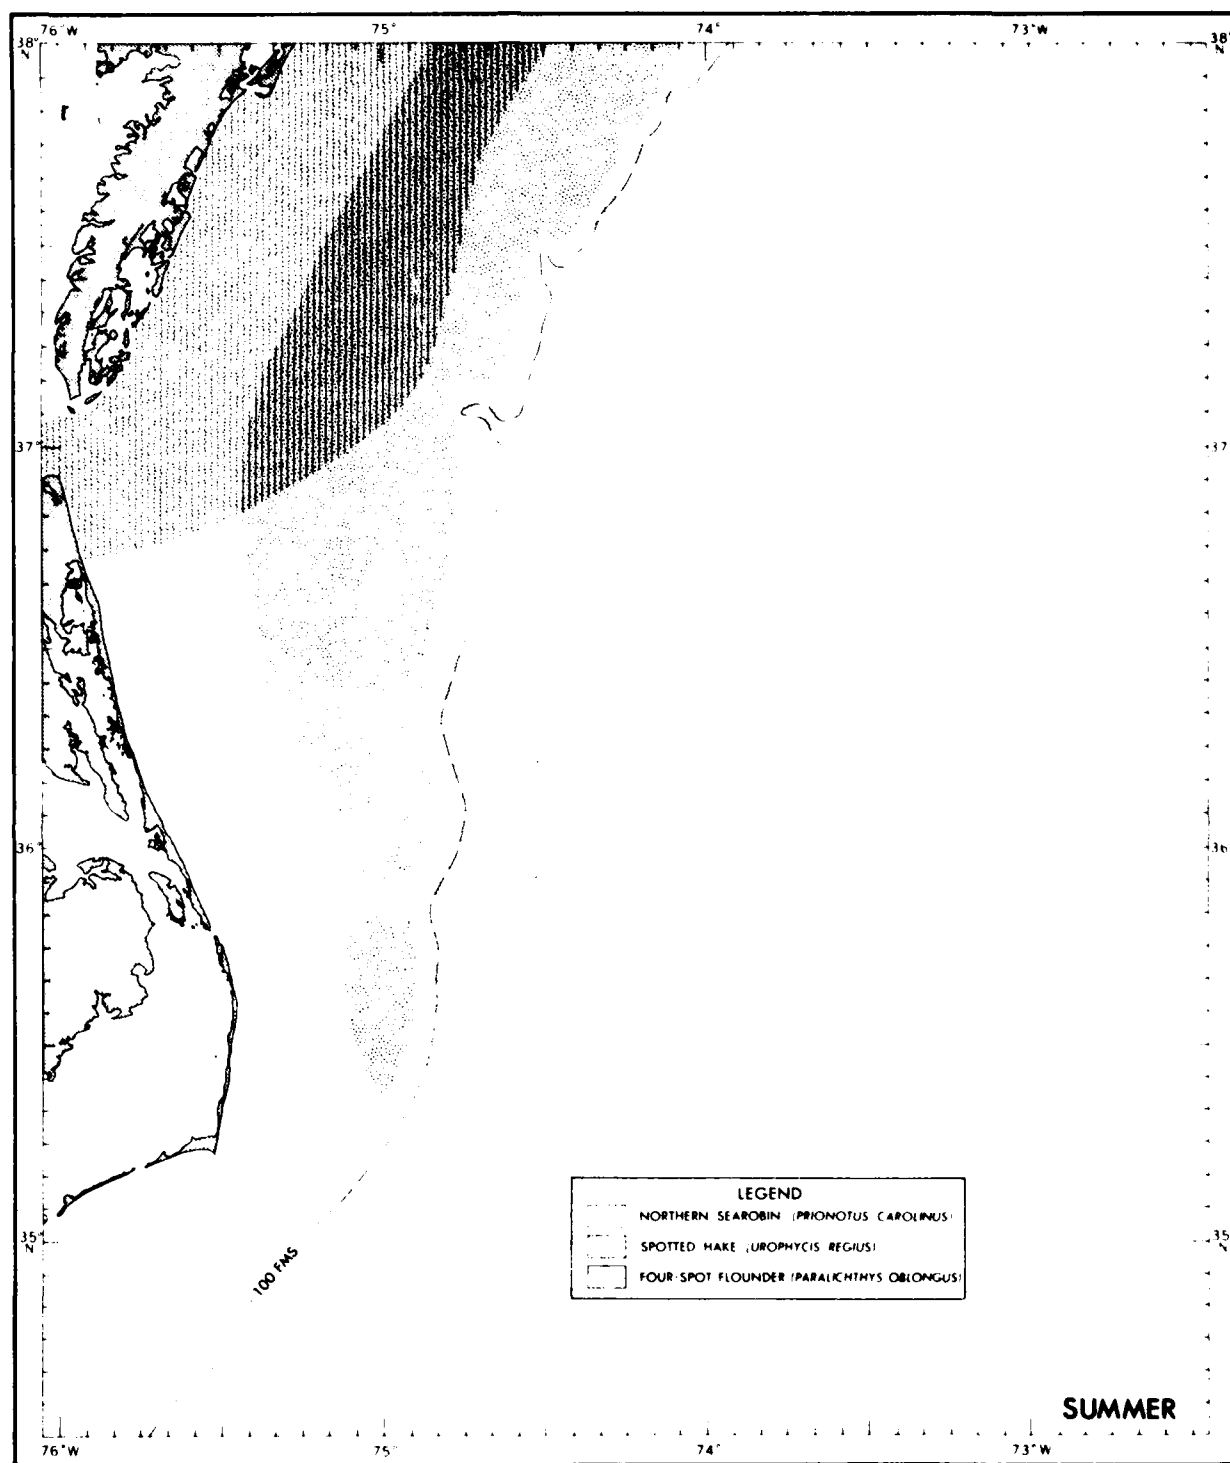 76°W 75° 74° 73°W
38° N 38° N
37° 37°
36° 36°
35° N 35° N
100 FMS
LEGEND
NORTHERN SEAROBIN (PRIONOTUS CAROLINUS)
SPOTTED HAKE (UROPHYCIS REGIUS)
FOUR-SPOT FLOUNDER (PARALICHTHYS OBLONGUS)
SUMMER
76°W 75° 74° 73°W